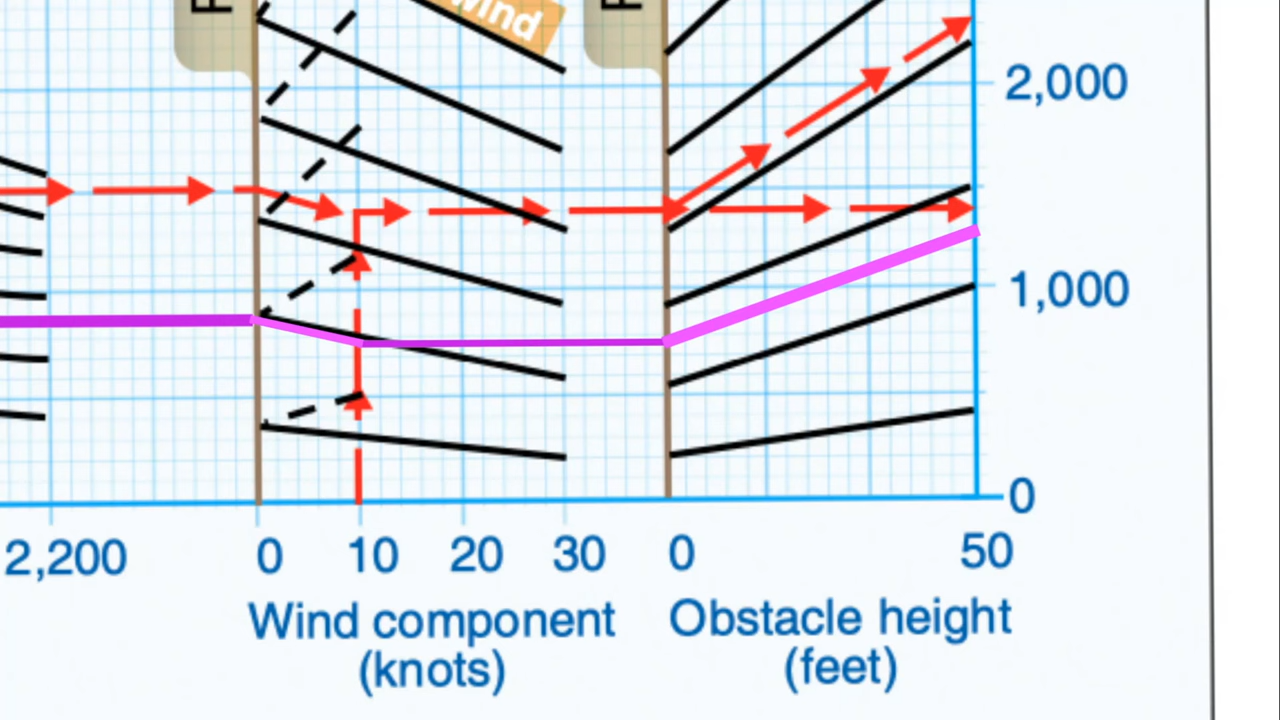 wind
2,000
1,000
0
2,200
0 10 20 30 0 50
Wind component
(knots)
Obstacle height
(feet)